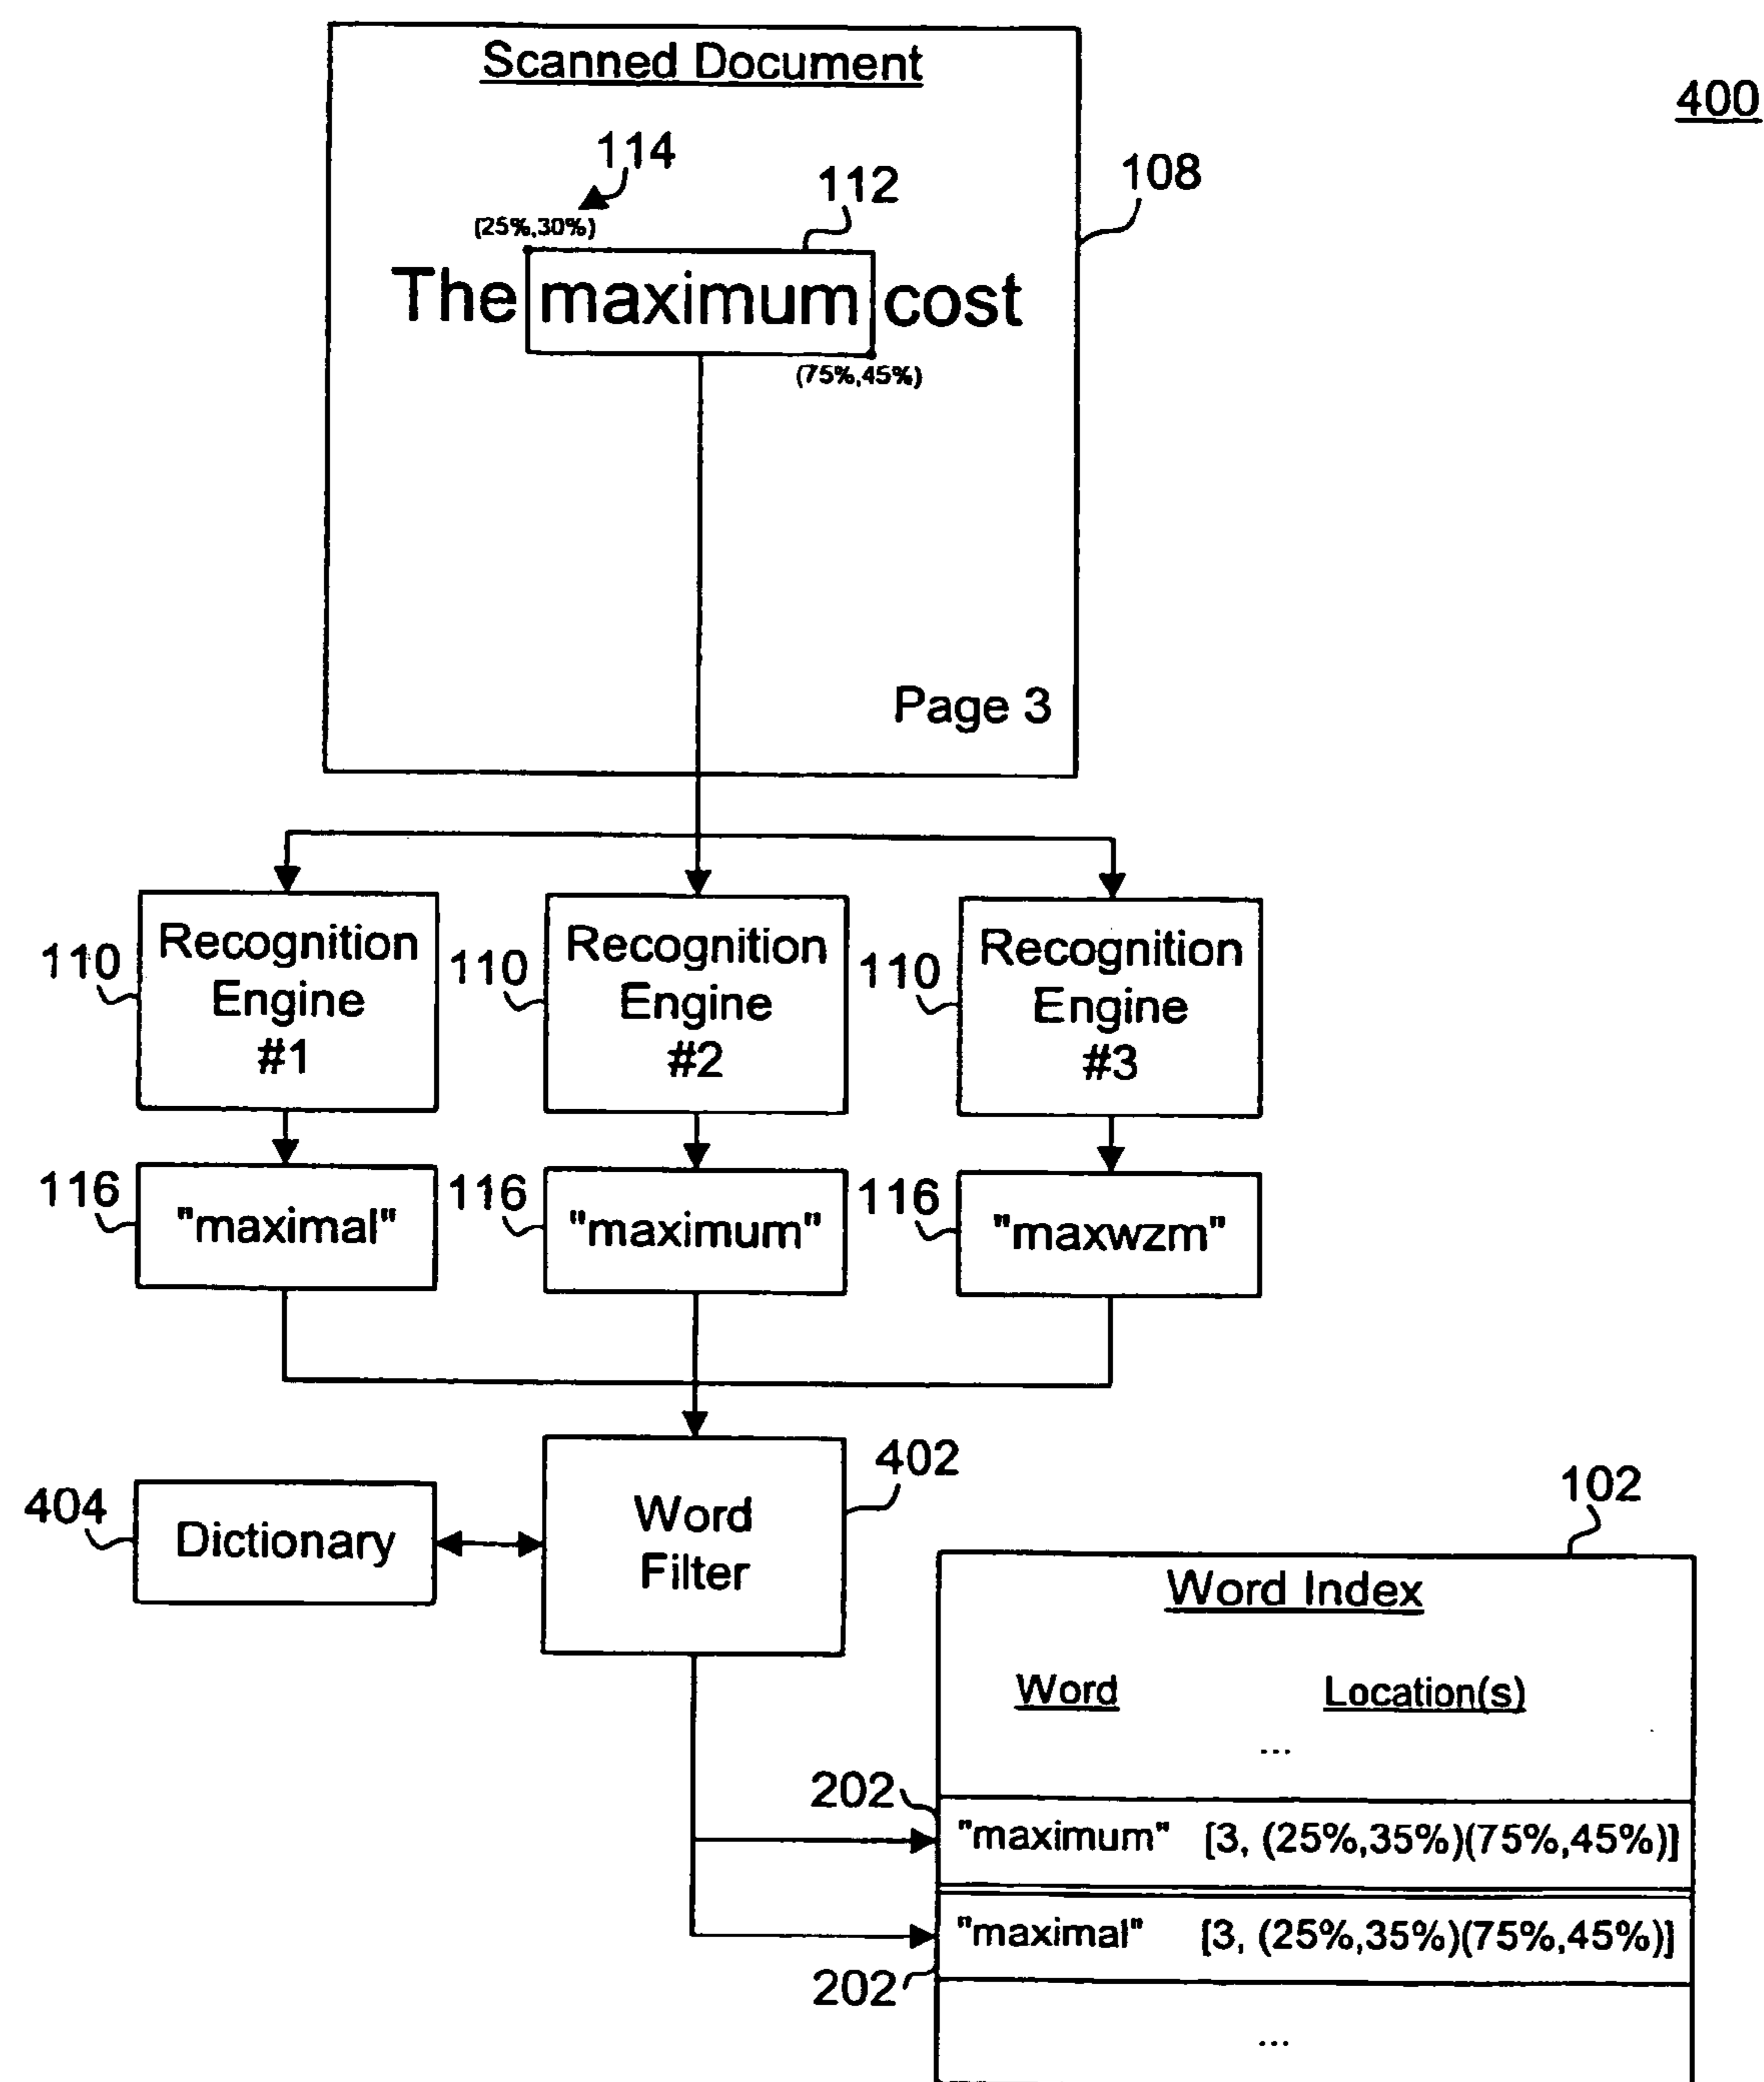 Scanned Document
400
114
112
108
(25%,30%)
The maximum cost
(75%,45%)
Page 3
110
Recognition
Engine
#1
110
Recognition
Engine
#2
110
Recognition
Engine
#3
116
"maximal"
116
"maximum"
116
"maxwzm"
404
Dictionary
402
Word
Filter
102
Word Index
Word Location(s)
...
202
"maximum" [3, (25%,35%)(75%,45%)]
"maximal" [3, (25%,35%)(75%,45%)]
202
...